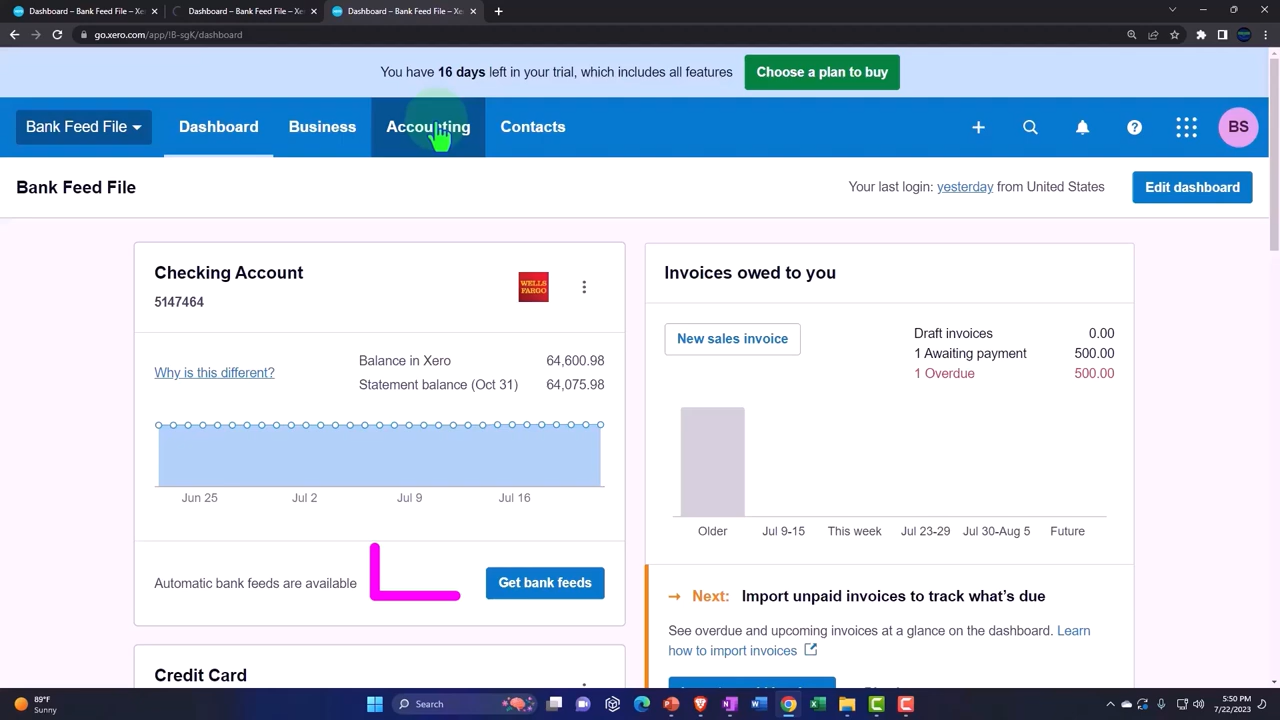 Dashboard – Bank Feed File – Xe
Dashboard – Bank Feed File – Xe
Dashboard – Bank Feed File – Xe
go.xero.com/app/!B-sgK/dashboard
You have 16 days left in your trial, which includes all features
Choose a plan to buy
Bank Feed File
Dashboard
Business
Accounting
Contacts
BS
Bank Feed File
Your last login: yesterday from United States
Edit dashboard
Checking Account
5147464
WELLS FARGO
Why is this different?
Balance in Xero 64,600.98
Statement balance (Oct 31) 64,075.98
Jun 25 Jul 2 Jul 9 Jul 16
Automatic bank feeds are available
Get bank feeds
Credit Card
Invoices owed to you
New sales invoice
Draft invoices 0.00
1 Awaiting payment 500.00
1 Overdue 500.00
Older Jul 9-15 This week Jul 23-29 Jul 30-Aug 5 Future
Next: Import unpaid invoices to track what's due
See overdue and upcoming invoices at a glance on the dashboard. Learn
how to import invoices
89°F
Sunny
Search
5:50 PM
7/22/2023